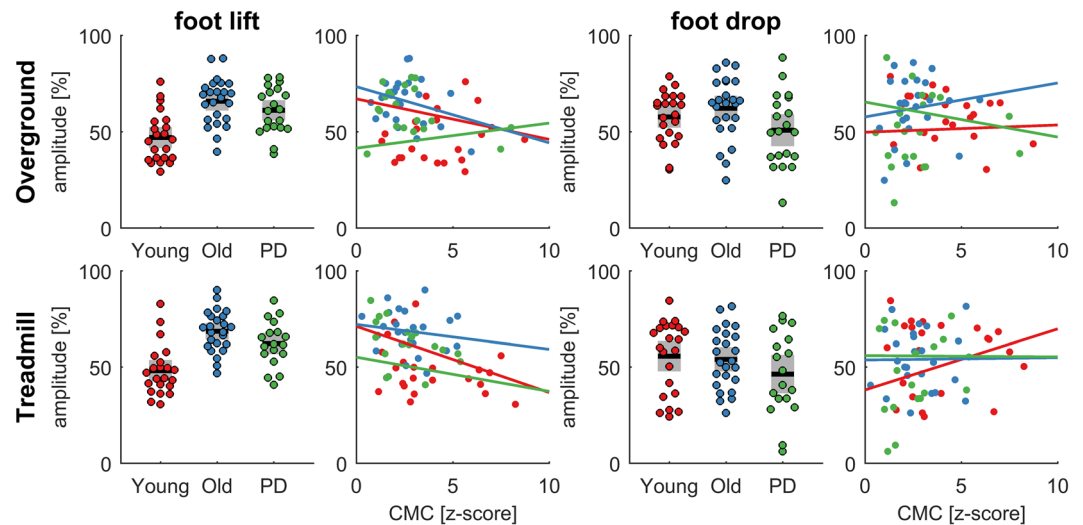 foot lift
foot drop
Overground
amplitude [%]
100
50
0
Young Old PD
100
50
0
0 5 10
amplitude [%]
100
50
0
Young Old PD
100
50
0
0 5 10
Treadmill
amplitude [%]
100
50
0
Young Old PD
100
50
0
0 5 10
CMC [z-score]
amplitude [%]
100
50
0
Young Old PD
100
50
0
0 5 10
CMC [z-score]